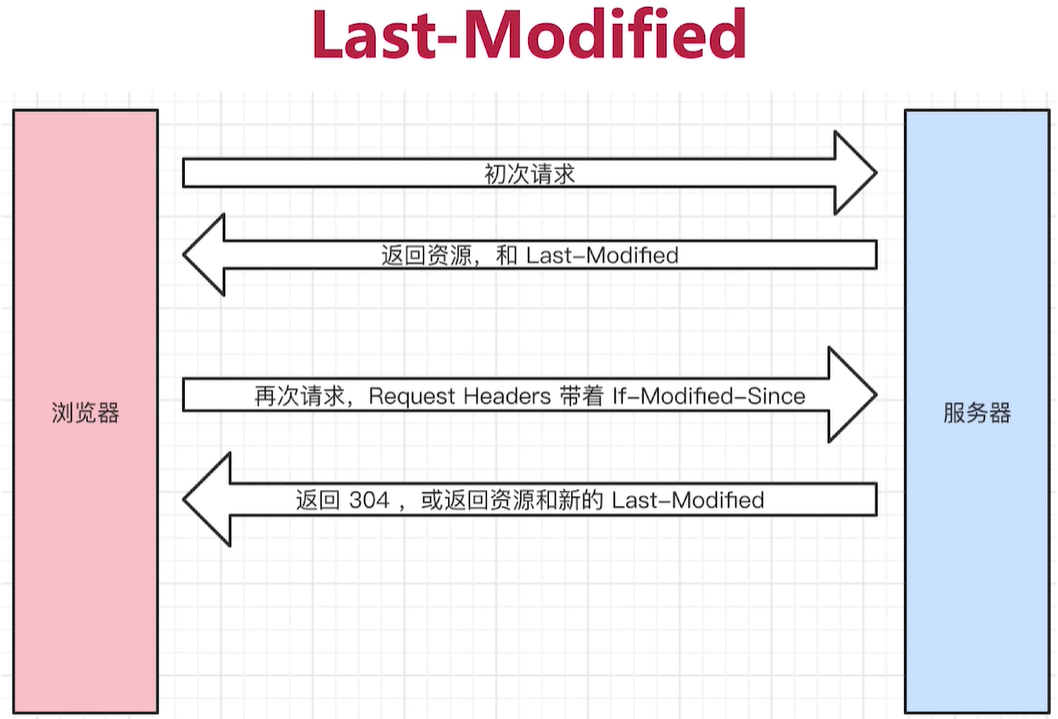 Last-Modified
初次请求
返回资源，和 Last-Modified
再次请求，Request Headers 带着 If-Modified-Since
浏览器
服务器
返回 304 ，或返回资源和新的 Last-Modified